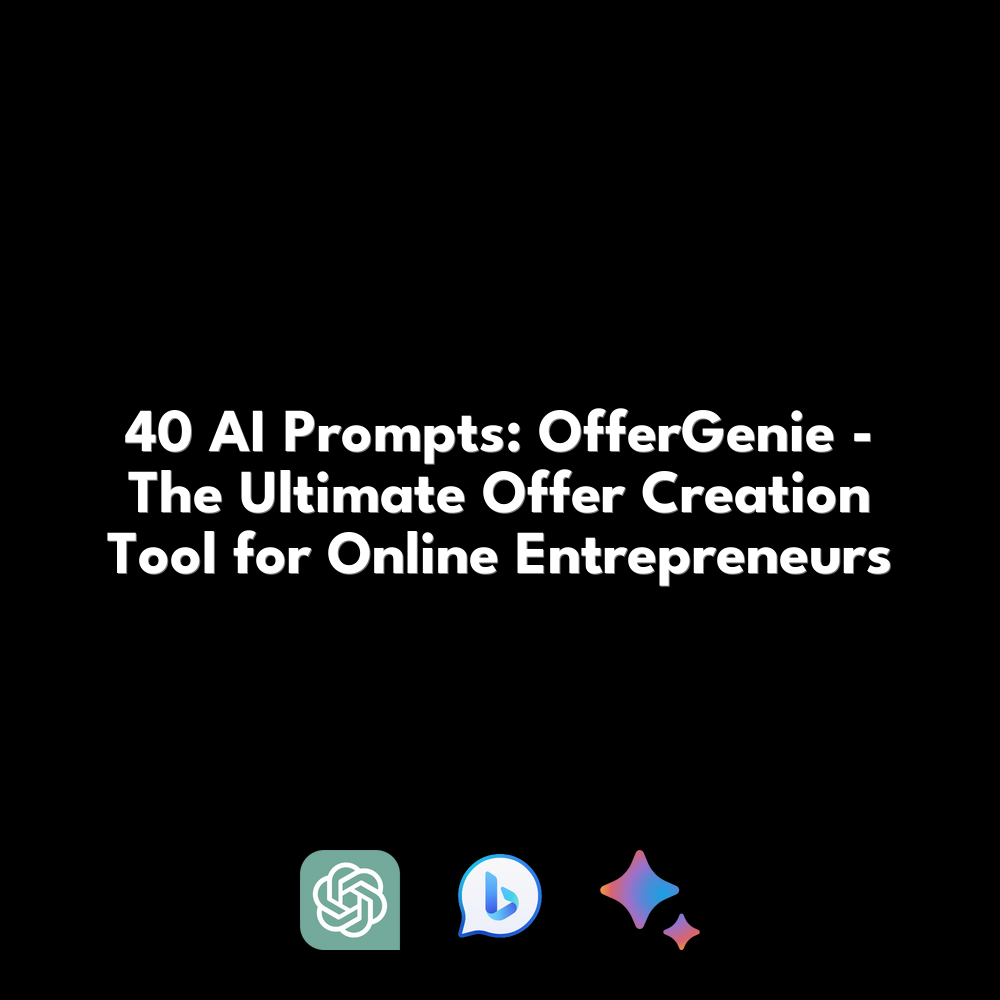 40 AI Prompts: OfferGenie -
The Ultimate Offer Creation
Tool for Online Entrepreneurs